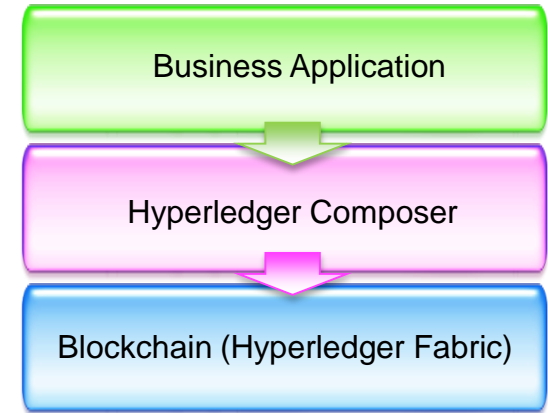 Business Application
Hyperledger Composer
Blockchain (Hyperledger Fabric)